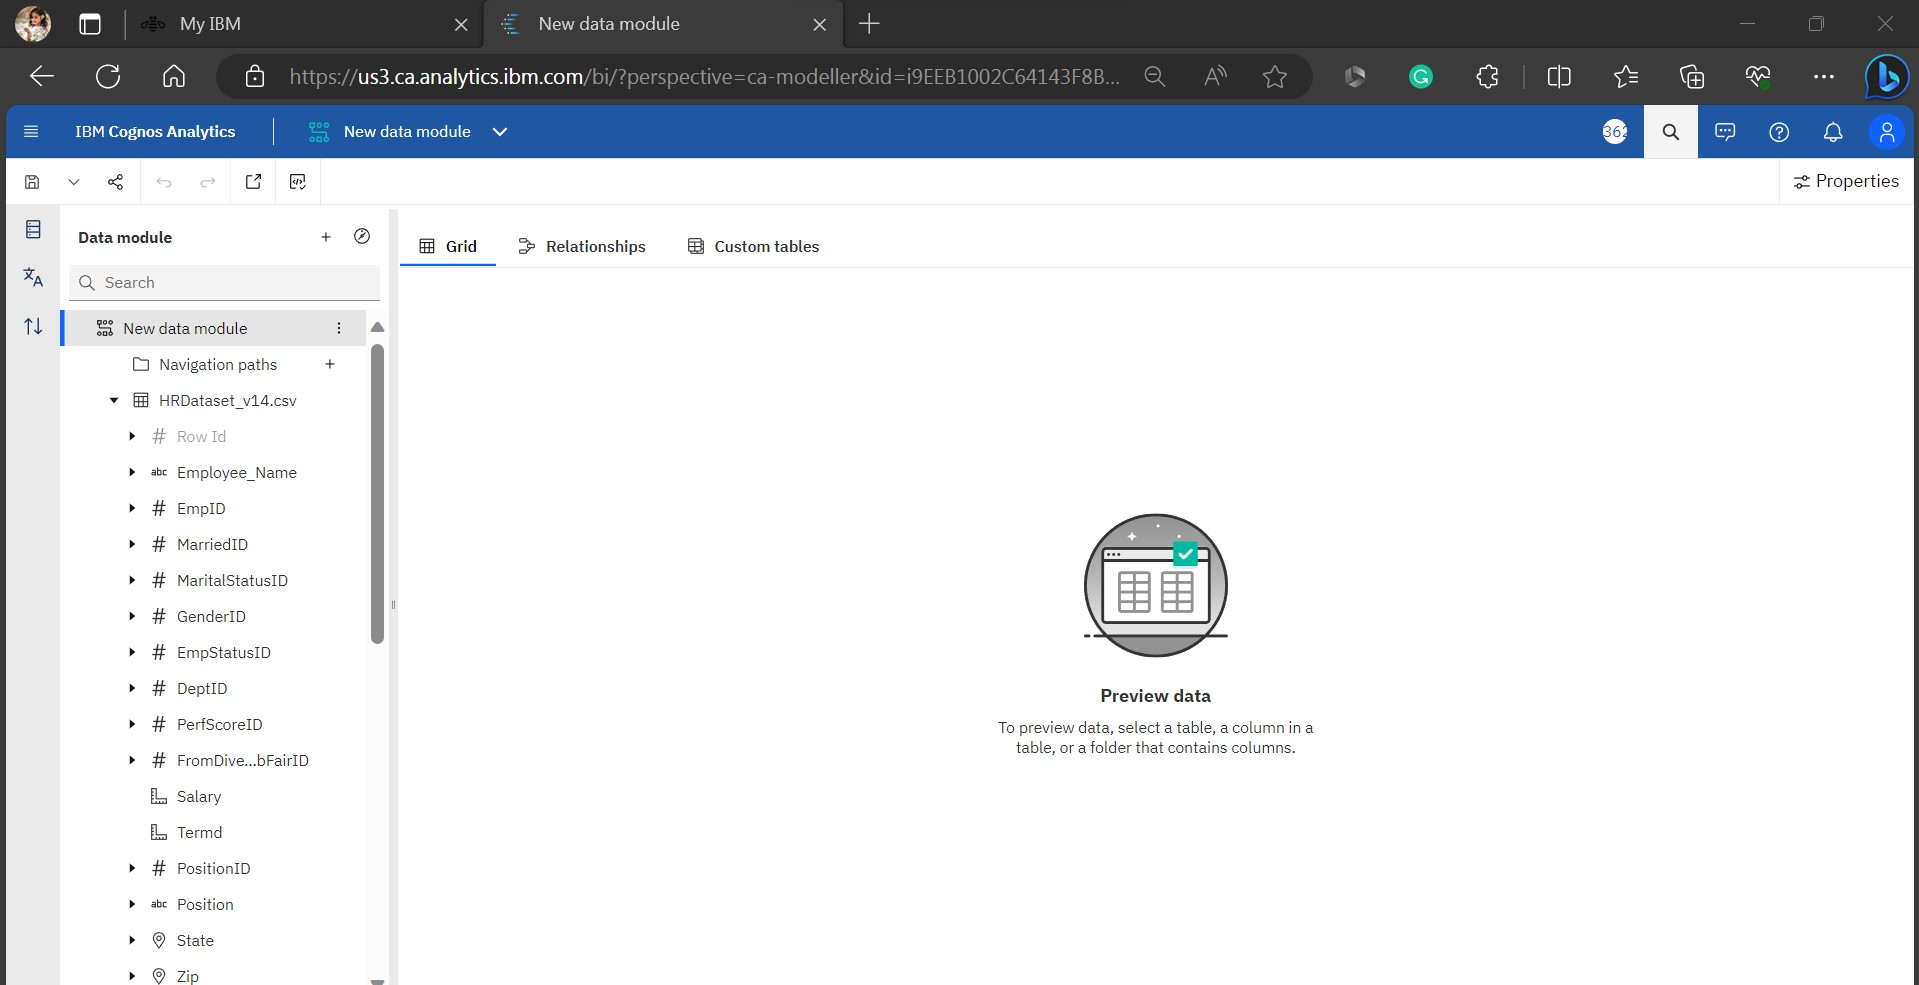 My IBM
New data module
https://us3.ca.analytics.ibm.com/bi/?perspective=ca-modeller&id=i9EEB1002C64143F8B...
IBM Cognos Analytics
New data module
362
Properties
Data module
Search
New data module
Navigation paths
HRDataset_v14.csv
Row Id
abc Employee_Name
EmpID
MarriedID
MaritalStatusID
GenderID
EmpStatusID
DeptID
PerfScoreID
FromDive...bFairID
Salary
Termd
PositionID
abc Position
State
Zip
Grid
Relationships
Custom tables
Preview data
To preview data, select a table, a column in a
table, or a folder that contains columns.